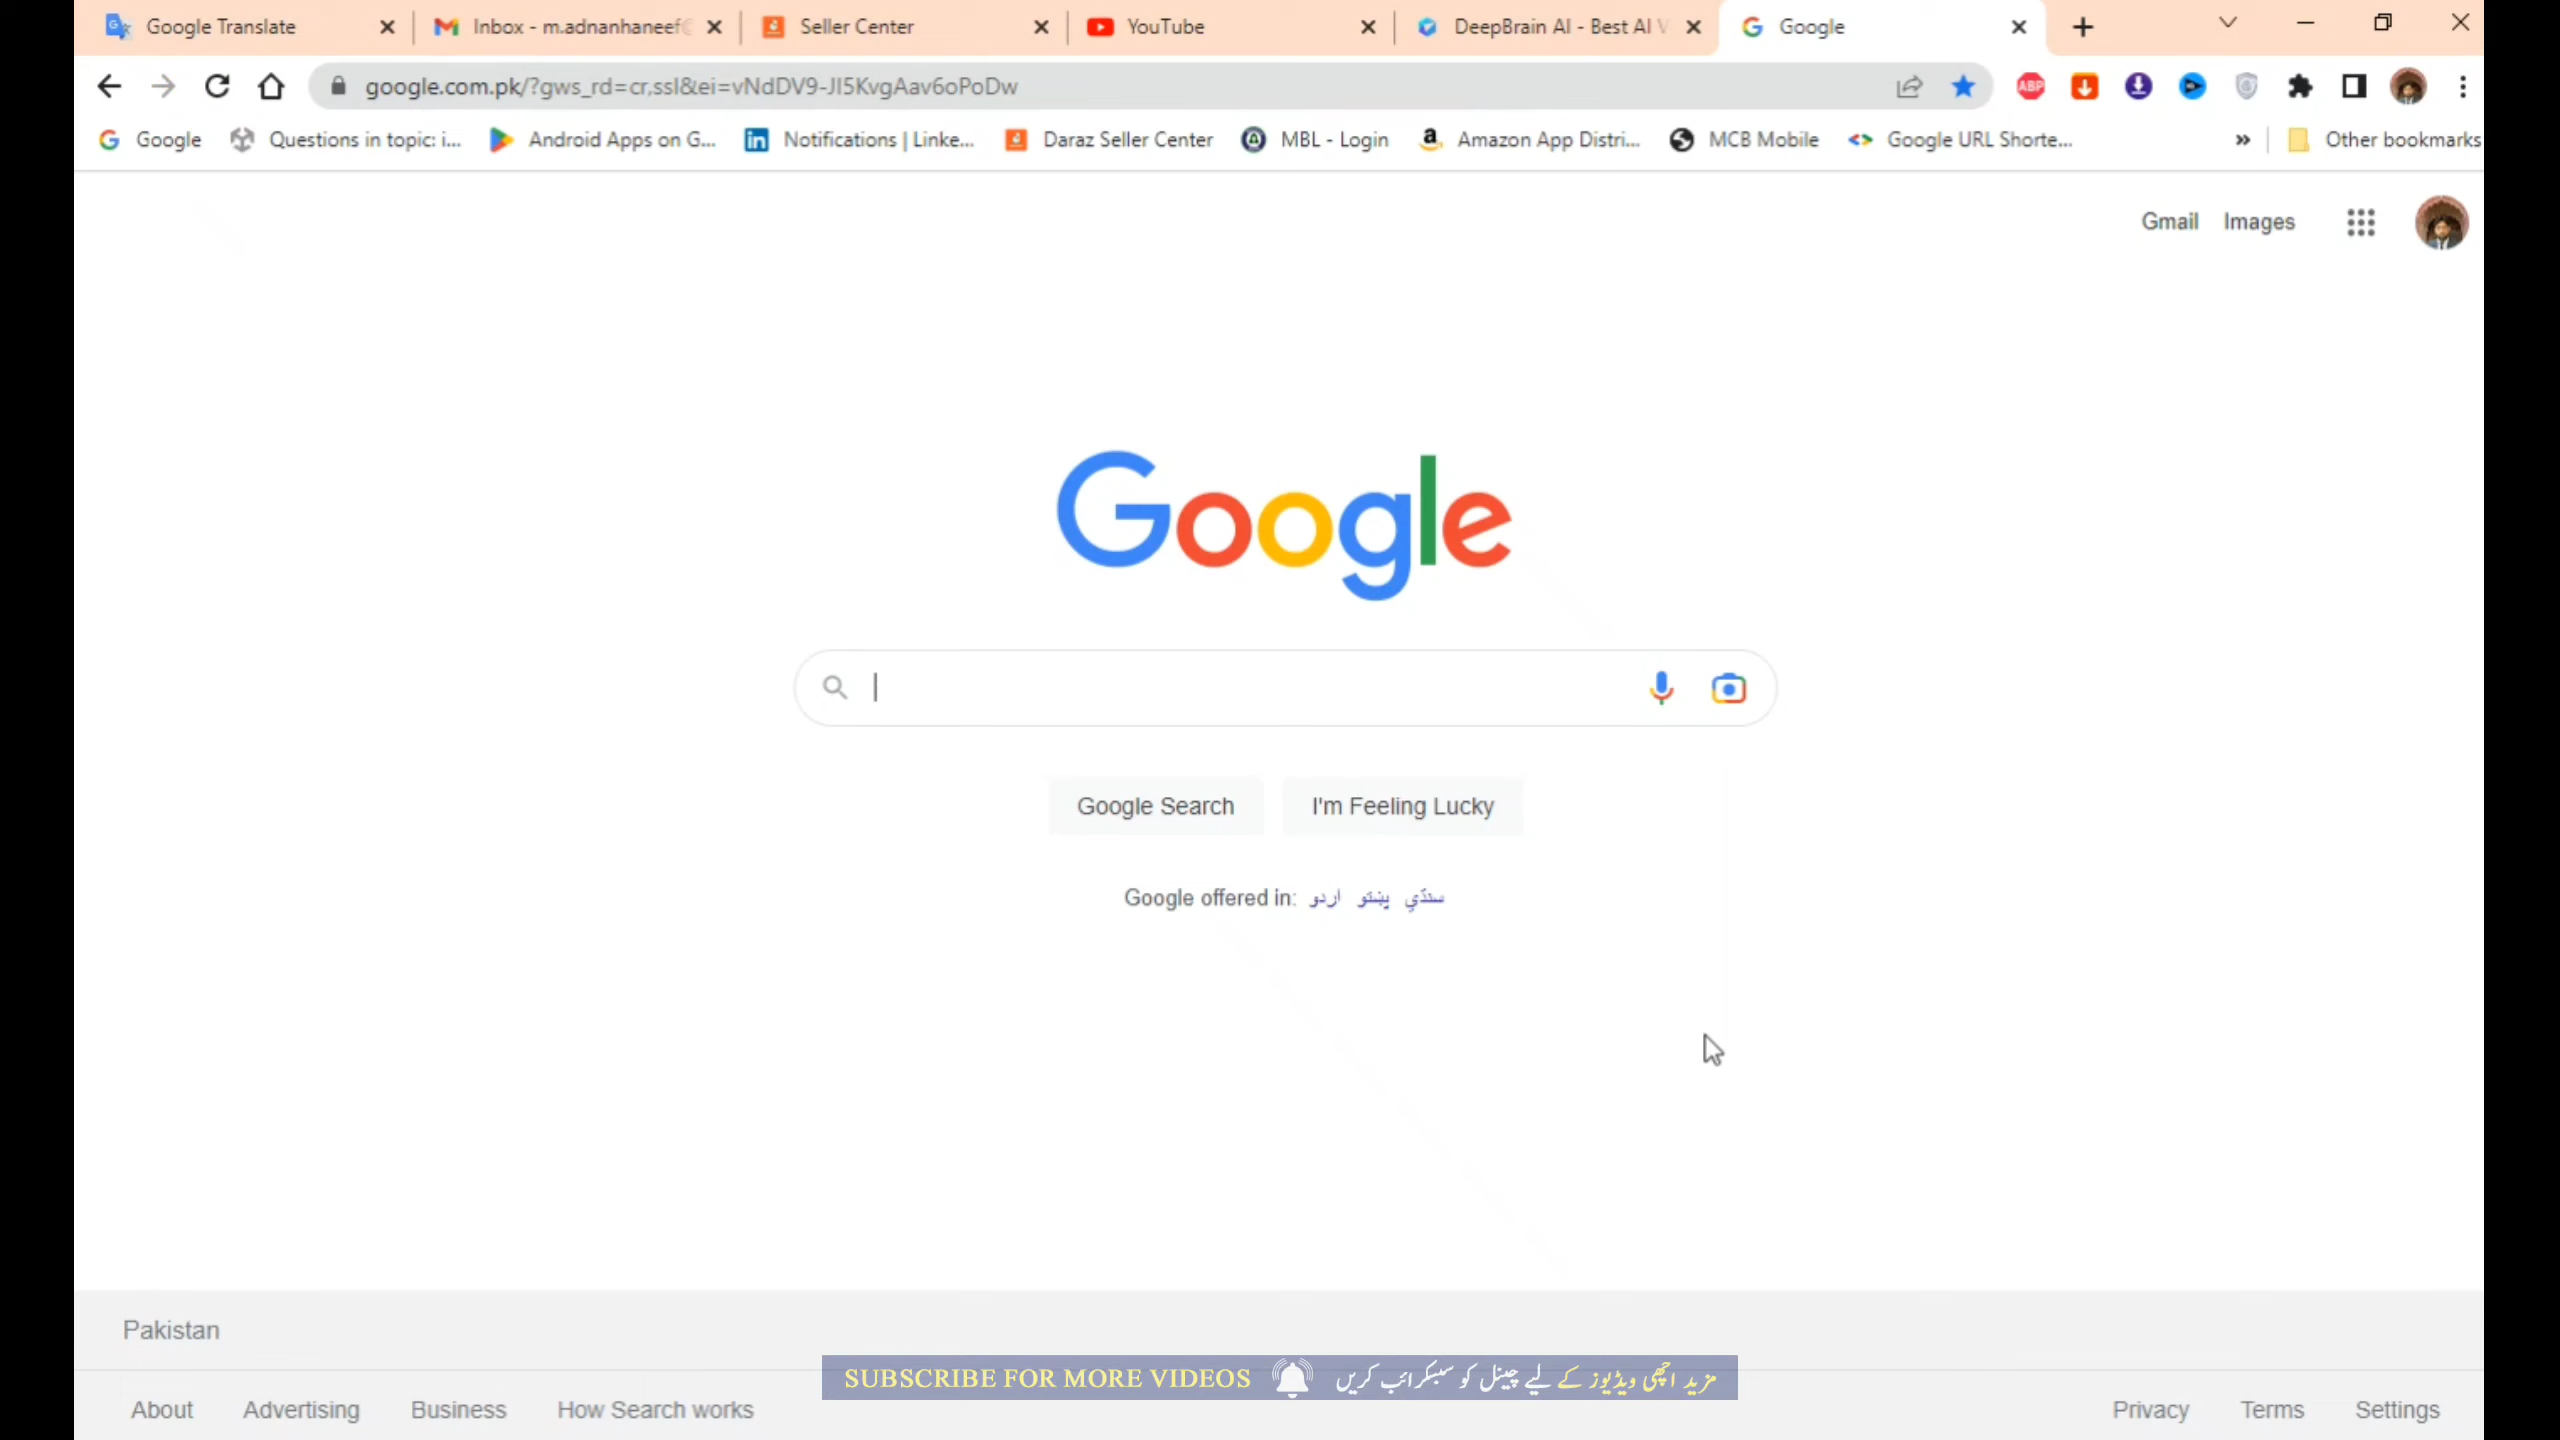 Google Translate
Inbox - m.adnanhaneef@
Seller Center
YouTube
DeepBrain AI - Best AI V
Google
google.com.pk/?gws_rd=cr,ssl&ei=vNdDV9-JI5KvgAav6oPoDw
ABP
Google
Questions in topic: i...
Android Apps on G...
Notifications | Linke...
Daraz Seller Center
MBL - Login
Amazon App Distri...
MCB Mobile
Google URL Shorte...
»
Other bookmarks
Gmail
Images
Google
Google Search
I'm Feeling Lucky
Google offered in: اردو پښتو سنڌي
Pakistan
SUBSCRIBE FOR MORE VIDEOS مزید اچھی ویڈیوز کے لیے چینل کو سبسکرائب کریں
About
Advertising
Business
How Search works
Privacy
Terms
Settings